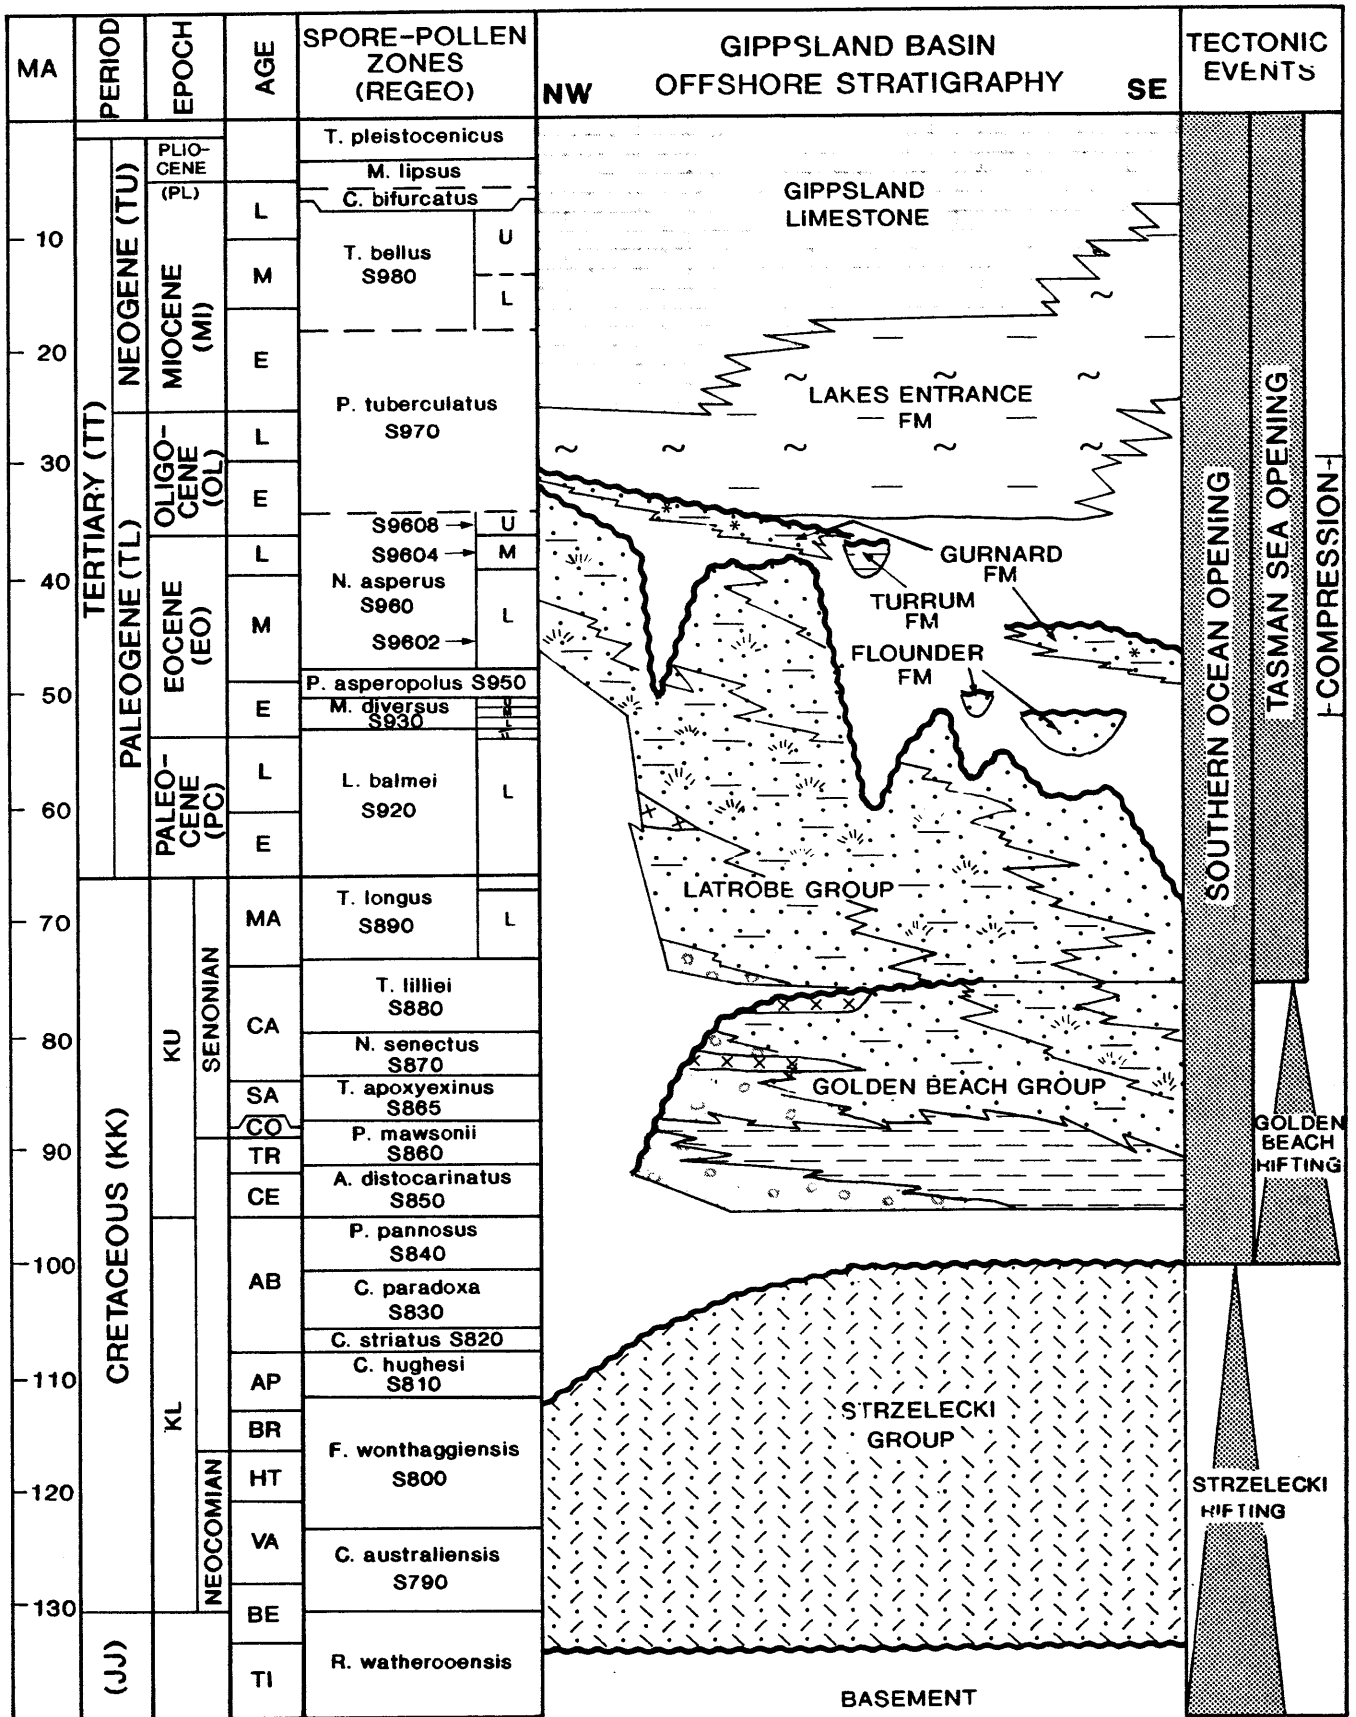 MA
PERIOD
EPOCH
AGE
SPORE-POLLEN
ZONES
(REGEO)
GIPPSLAND BASIN
OFFSHORE STRATIGRAPHY
NW
SE
TECTONIC
EVENTS
10
20
30
40
50
60
70
80
90
100
110
120
130
TERTIARY (TT)
NEOGENE (TU)
PALEOGENE (TL)
CRETACEOUS (KK)
(JJ)
PLIO-
CENE
(PL)
MIOCENE
(MI)
OLIGO-
CENE
(OL)
EOCENE
(EO)
PALEO-
CENE
(PC)
KU
KL
SENONIAN
NEOCOMIAN
L
M
E
L
E
L
M
E
L
E
MA
CA
SA
CO
TR
CE
AB
AP
BR
HT
VA
BE
TI
T. pleistocenicus
M. lipsus
C. bifurcatus
T. bellus
S980
U
L
P. tuberculatus
S970
S9608
U
S9604
M
N. asperus
S960
L
S9602
P. asperopolus S950
M. diversus
S930
U
M
L
U
L. balmei
S920
L
T. longus
S890
L
T. lilliei
S880
N. senectus
S870
T. apoxyexinus
S865
P. mawsonii
S860
A. distocarinatus
S850
P. pannosus
S840
C. paradoxa
S830
C. striatus S820
C. hughesi
S810
F. wonthaggiensis
S800
C. australiensis
S790
R. watherooensis
GIPPSLAND
LIMESTONE
LAKES ENTRANCE
FM
GURNARD
FM
TURRUM
FM
FLOUNDER
FM
LATROBE GROUP
GOLDEN BEACH GROUP
STRZELECKI
GROUP
BASEMENT
SOUTHERN OCEAN OPENING
TASMAN SEA OPENING
COMPRESSION
GOLDEN
BEACH
RIFTING
STRZELECKI
RIFTING